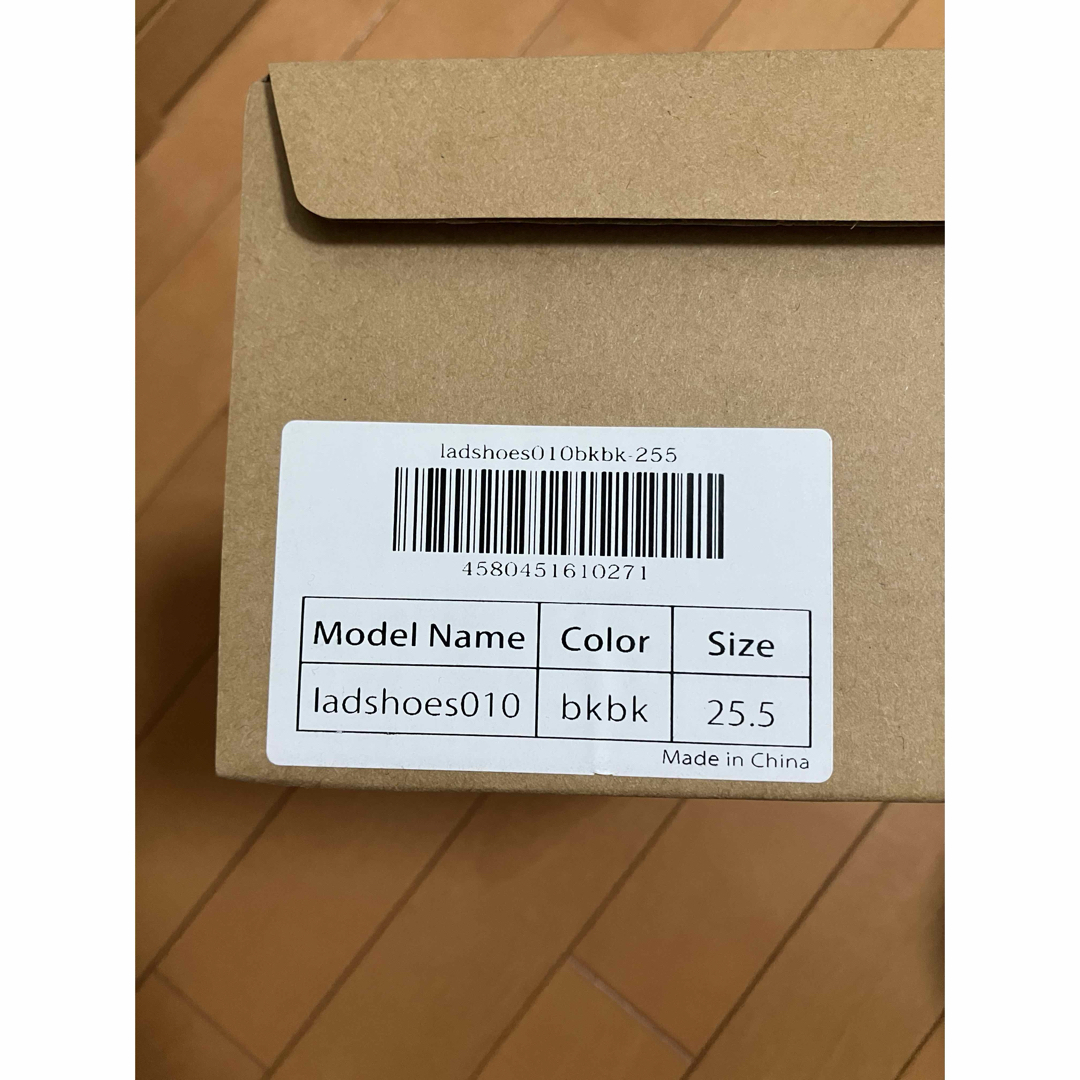 ladshoes010bkbk-255
4580451610271
Model Name Color Size
ladshoes010 bkbk 25.5
Made in China